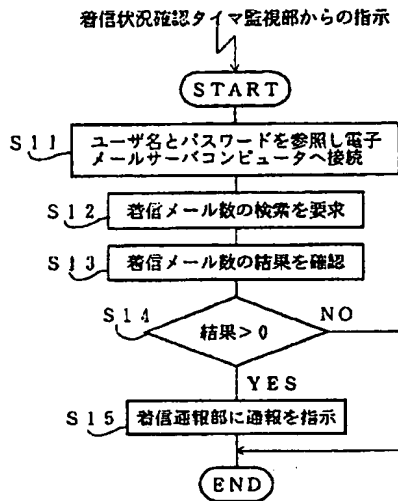 着信状況確認タイマ監視部からの指示
START
S11
ユーザ名とパスワードを参照し電子
メールサーバコンピュータへ接続
S12
着信メール数の検索を要求
S13
着信メール数の結果を確認
S14
結果>0
NO
YES
S15
着信通報部に通報を指示
END